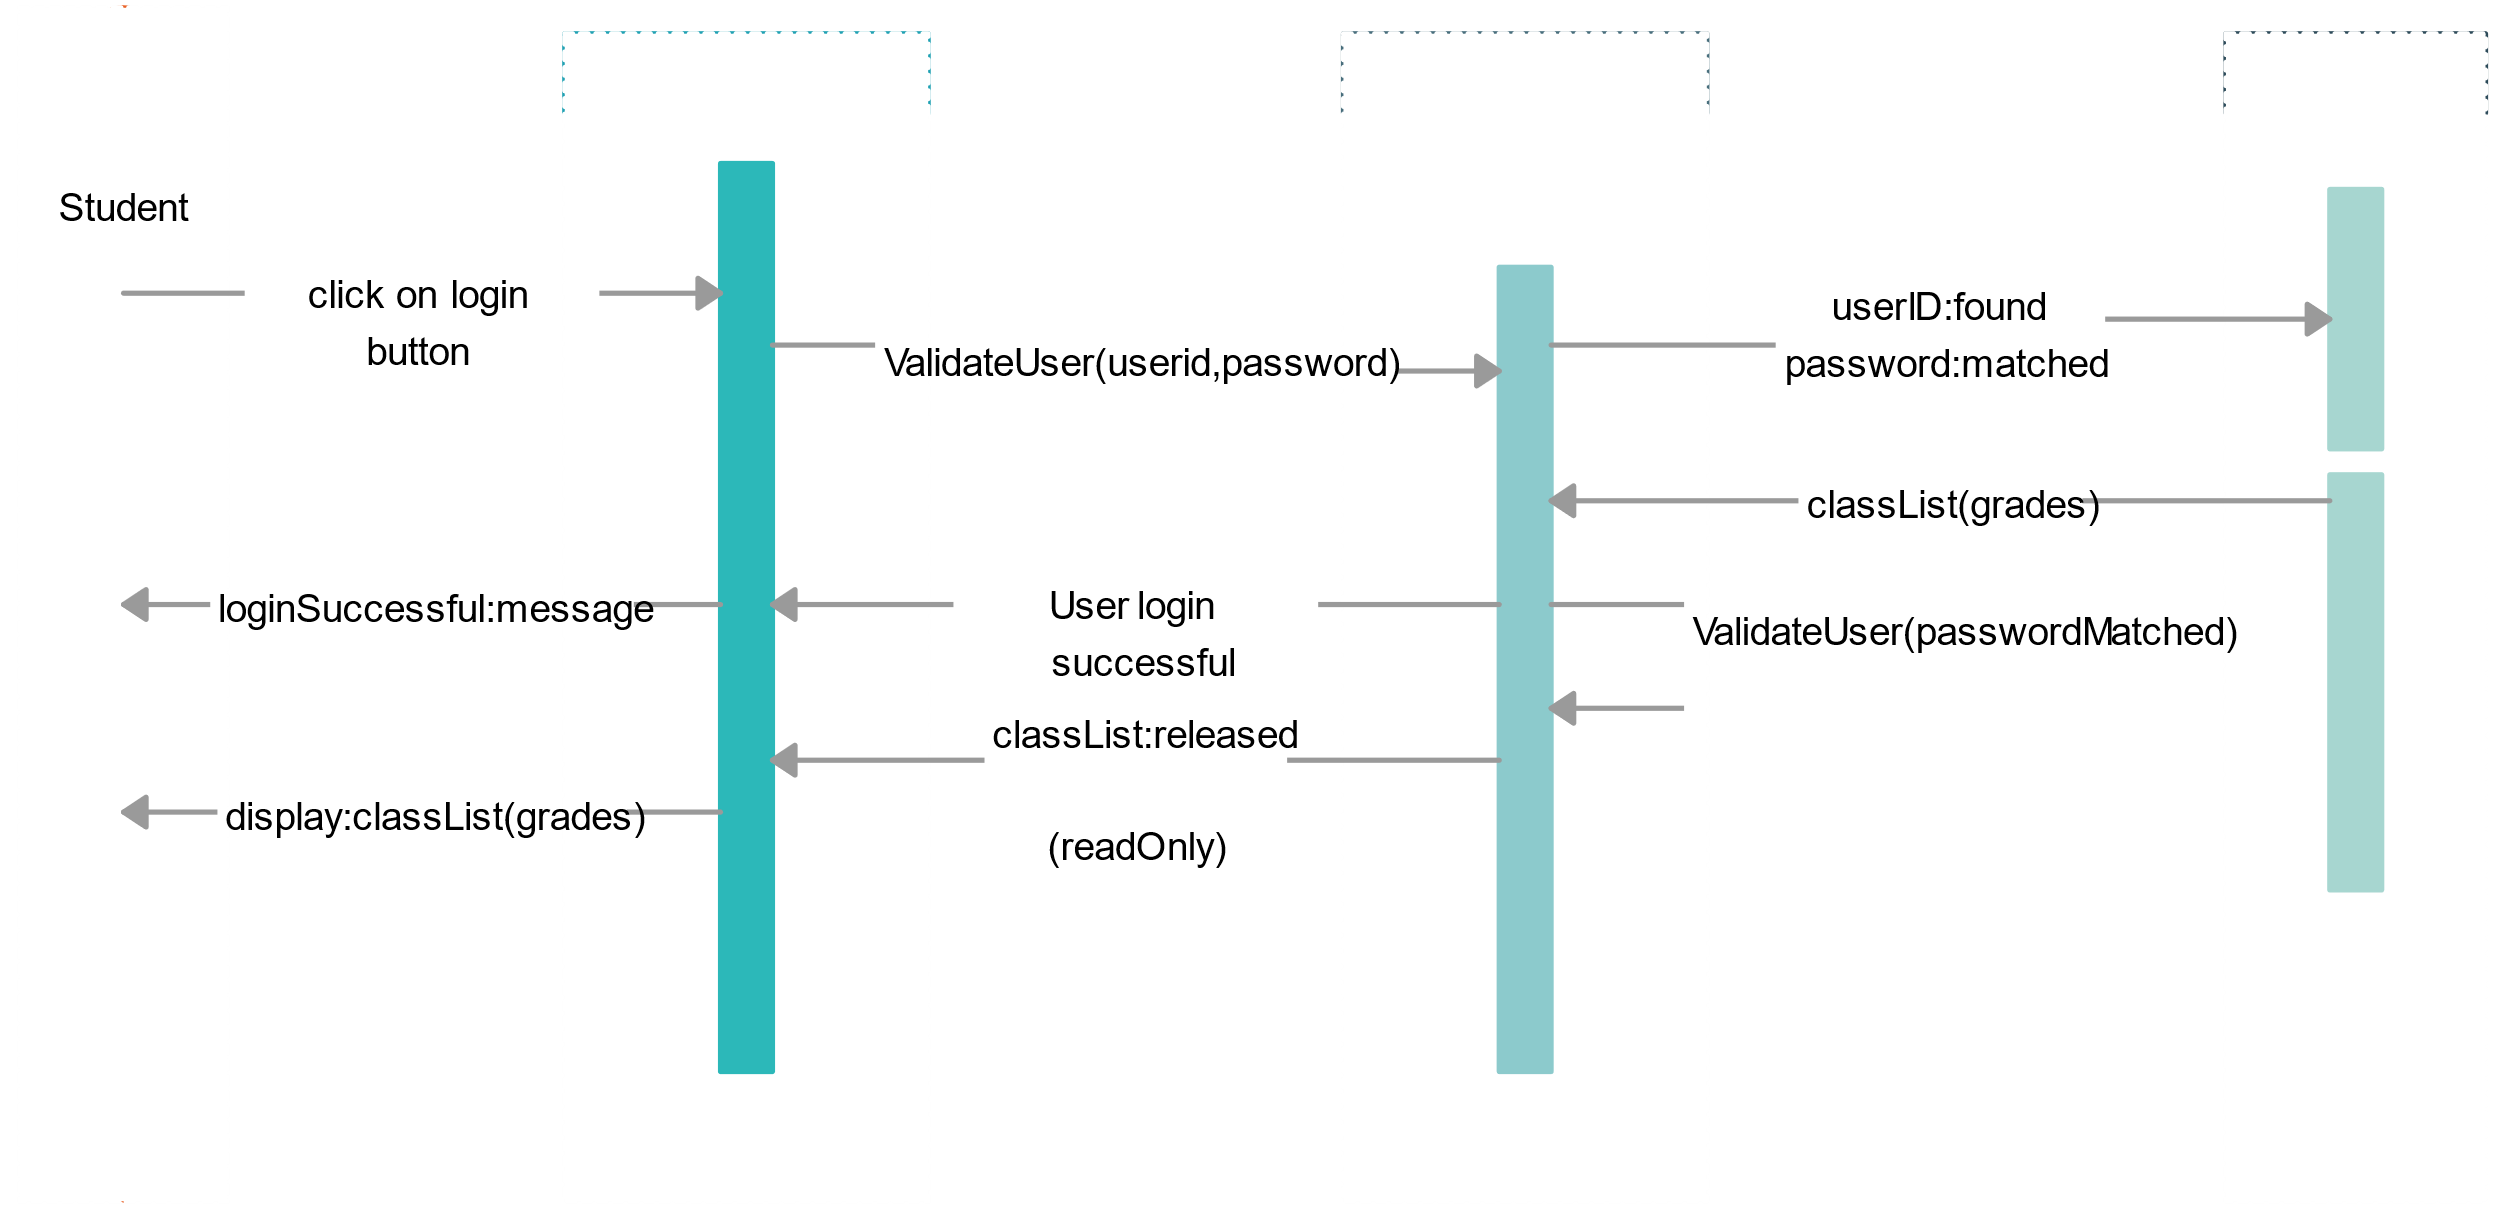 Student
click on login
button
ValidateUser(userid,password)
userID:found
password:matched
classList(grades)
loginSuccessful:message
User login
successful
ValidateUser(passwordMatched)
classList:released
(readOnly)
display:classList(grades)